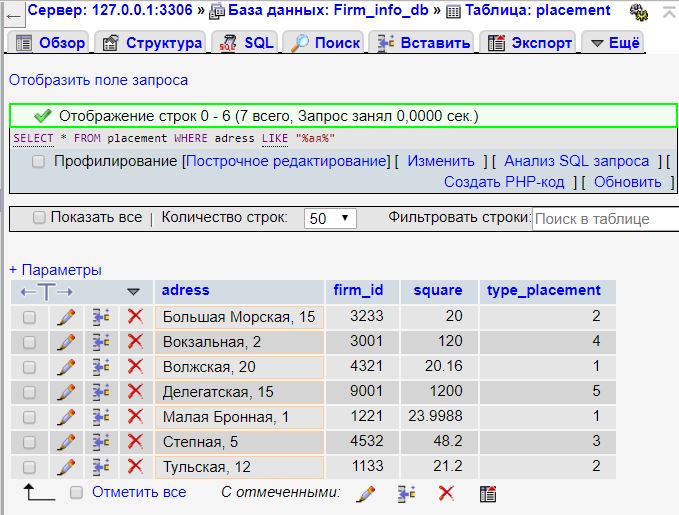 Сервер: 127.0.0.1:3306 » База данных: Firm_info_db » Таблица: placement
Обзор Структура SQL Поиск Вставить Экспорт Ещё
Отобразить поле запроса
Отображение строк 0 - 6 (7 всего, Запрос занял 0,0000 сек.)
SELECT * FROM placement WHERE adress LIKE "%ая%"
Профилирование [Построчное редактирование] [ Изменить ] [ Анализ SQL запроса ] [
Создать PHP-код ] [ Обновить ]
Показать все | Количество строк: 50 Фильтровать строки: Поиск в таблице
+ Параметры
←T→ adress firm_id square type_placement
Большая Морская, 15 3233 20 2
Вокзальная, 2 3001 120 4
Волжская, 20 4321 20.16 1
Делегатская, 15 9001 1200 5
Малая Бронная, 1 1221 23.9988 1
Степная, 5 4532 48.2 3
Тульская, 12 1133 21.2 2
Отметить все С отмеченными: